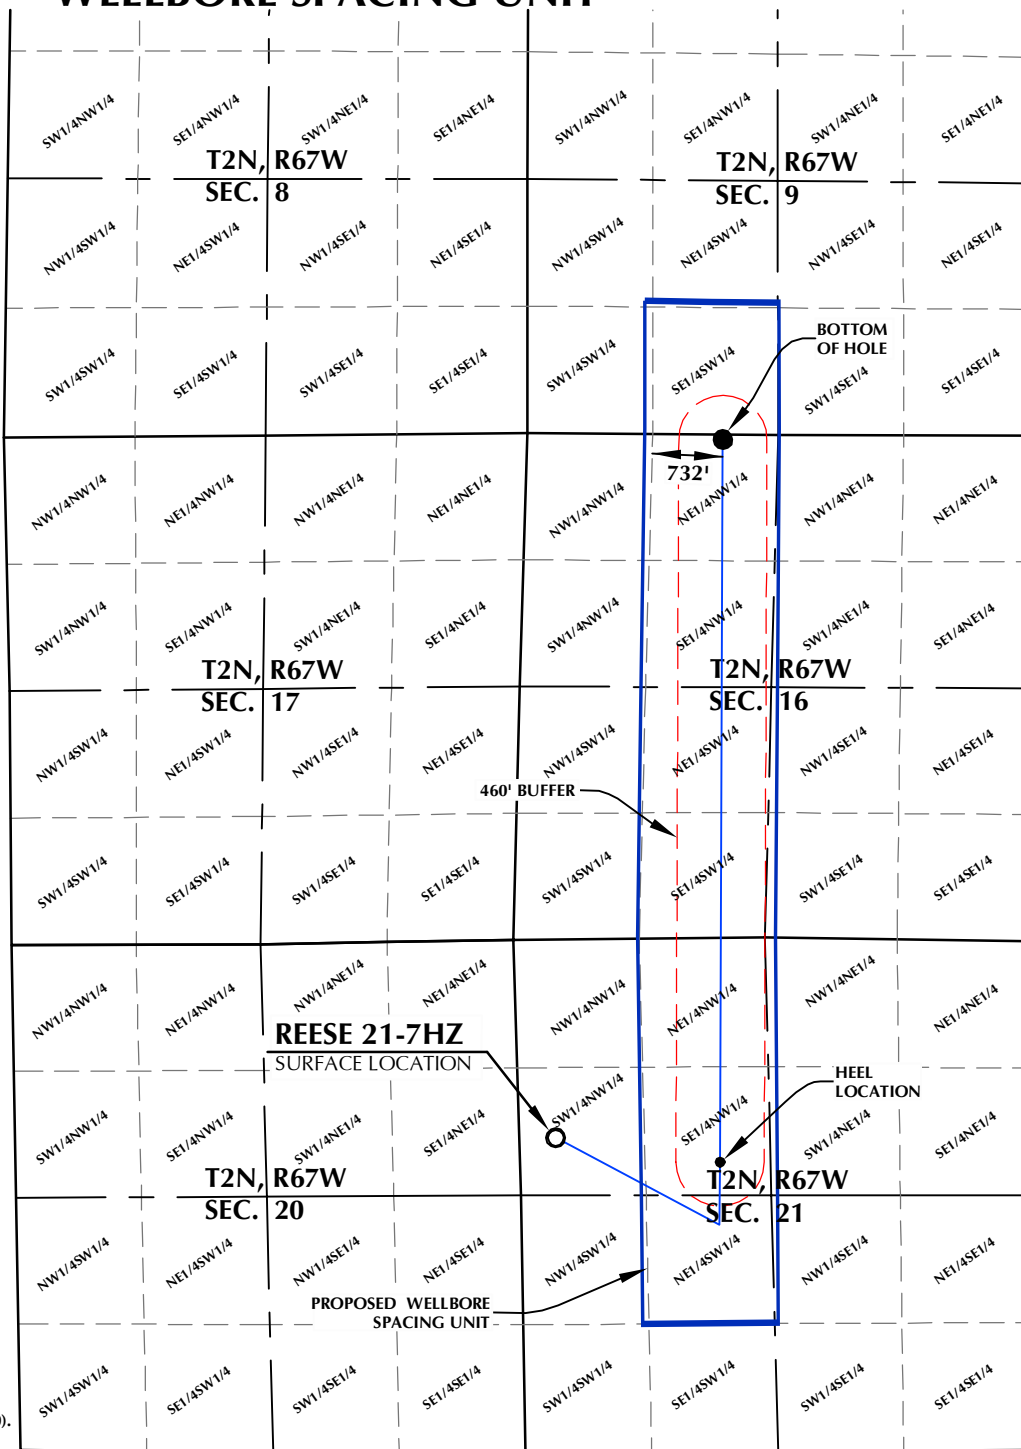 WELLBORE SPACING UNIT
SW1/4NW1/4 SE1/4NW1/4 SW1/4NE1/4 SE1/4NE1/4 SW1/4NW1/4 SE1/4NW1/4 SW1/4NE1/4 SE1/4NE1/4
T2N, R67W
SEC. 8
T2N, R67W
SEC. 9
NW1/4SW1/4 NE1/4SW1/4 NW1/4SE1/4 NE1/4SE1/4 NW1/4SW1/4 NE1/4SW1/4 NW1/4SE1/4 NE1/4SE1/4
BOTTOM
OF HOLE
SW1/4SW1/4 SE1/4SW1/4 SW1/4SE1/4 SE1/4SE1/4 SW1/4SW1/4 SE1/4SW1/4 SW1/4SE1/4 SE1/4SE1/4
732'
NW1/4NW1/4 NE1/4NW1/4 NW1/4NE1/4 NE1/4NE1/4 NW1/4NW1/4 NE1/4NW1/4 NW1/4NE1/4 NE1/4NE1/4
SW1/4NW1/4 SE1/4NW1/4 SW1/4NE1/4 SE1/4NE1/4 SW1/4NW1/4 SE1/4NW1/4 SW1/4NE1/4 SE1/4NE1/4
T2N, R67W
SEC. 17
T2N, R67W
SEC. 16
NW1/4SW1/4 NE1/4SW1/4 NW1/4SE1/4 NE1/4SE1/4 NW1/4SW1/4 NE1/4SW1/4 NW1/4SE1/4 NE1/4SE1/4
460' BUFFER
SW1/4SW1/4 SE1/4SW1/4 SW1/4SE1/4 SE1/4SE1/4 SW1/4SW1/4 SE1/4SW1/4 SW1/4SE1/4 SE1/4SE1/4
NW1/4NW1/4 NE1/4NW1/4 NW1/4NE1/4 NE1/4NE1/4 NW1/4NW1/4 NE1/4NW1/4 NW1/4NE1/4 NE1/4NE1/4
REESE 21-7HZ
SURFACE LOCATION
HEEL
LOCATION
SW1/4NW1/4 SE1/4NW1/4 SW1/4NE1/4 SE1/4NE1/4 SW1/4NW1/4 SE1/4NW1/4 SW1/4NE1/4 SE1/4NE1/4
T2N, R67W
SEC. 20
T2N, R67W
SEC. 21
NW1/4SW1/4 NE1/4SW1/4 NW1/4SE1/4 NE1/4SE1/4 NW1/4SW1/4 NE1/4SW1/4 NW1/4SE1/4 NE1/4SE1/4
PROPOSED WELLBORE
SPACING UNIT
SW1/4SW1/4 SE1/4SW1/4 SW1/4SE1/4 SE1/4SE1/4 SW1/4SW1/4 SE1/4SW1/4 SW1/4SE1/4 SE1/4SE1/4